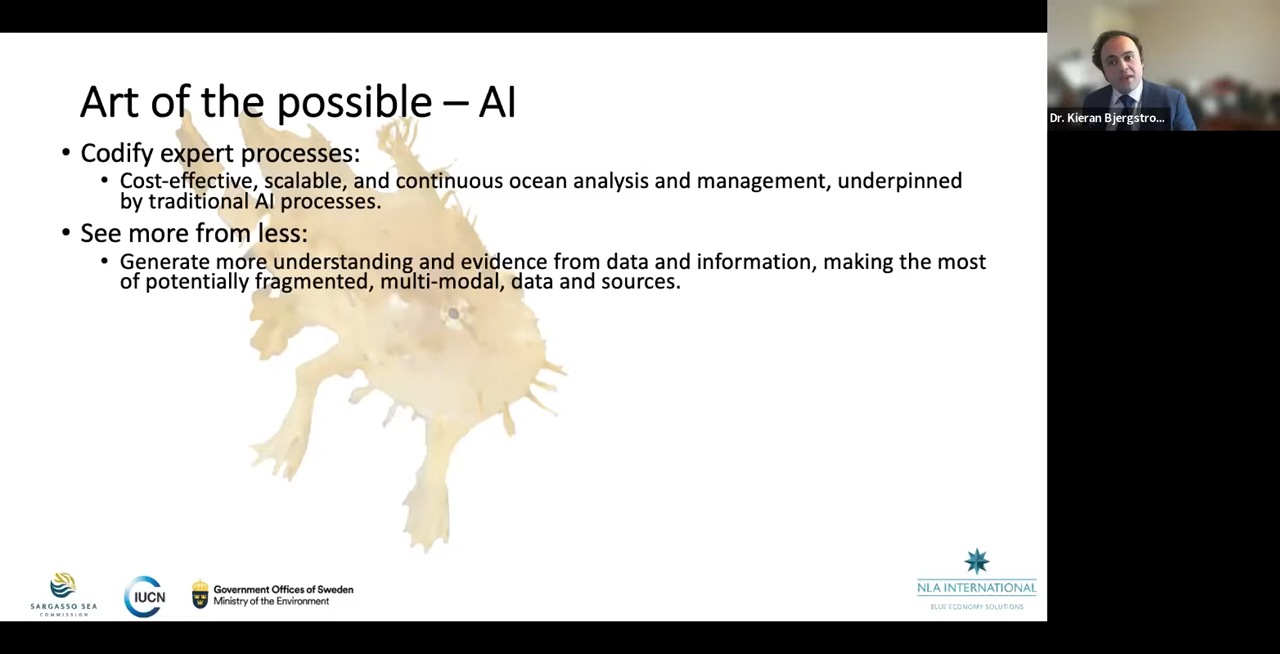 Art of the possible – AI
Dr. Kieran Bjergstro...
• Codify expert processes:
• Cost-effective, scalable, and continuous ocean analysis and management, underpinned
by traditional AI processes.
• See more from less:
• Generate more understanding and evidence from data and information, making the most
of potentially fragmented, multi-modal, data and sources.
SARGASSO SEA
COMMISSION
IUCN
Government Offices of Sweden
Ministry of the Environment
NLA INTERNATIONAL
BLUE ECONOMY SOLUTIONS